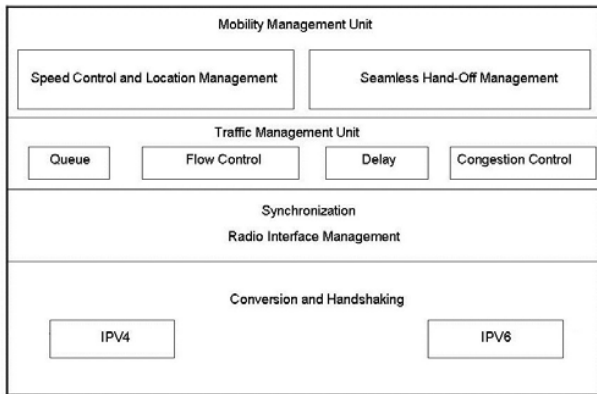 Mobility Management Unit
Speed Control and Location Management
Seamless Hand-Off Management
Traffic Management Unit
Queue
Flow Control
Delay
Congestion Control
Synchronization
Radio Interface Management
Conversion and Handshaking
IPV4
IPV6